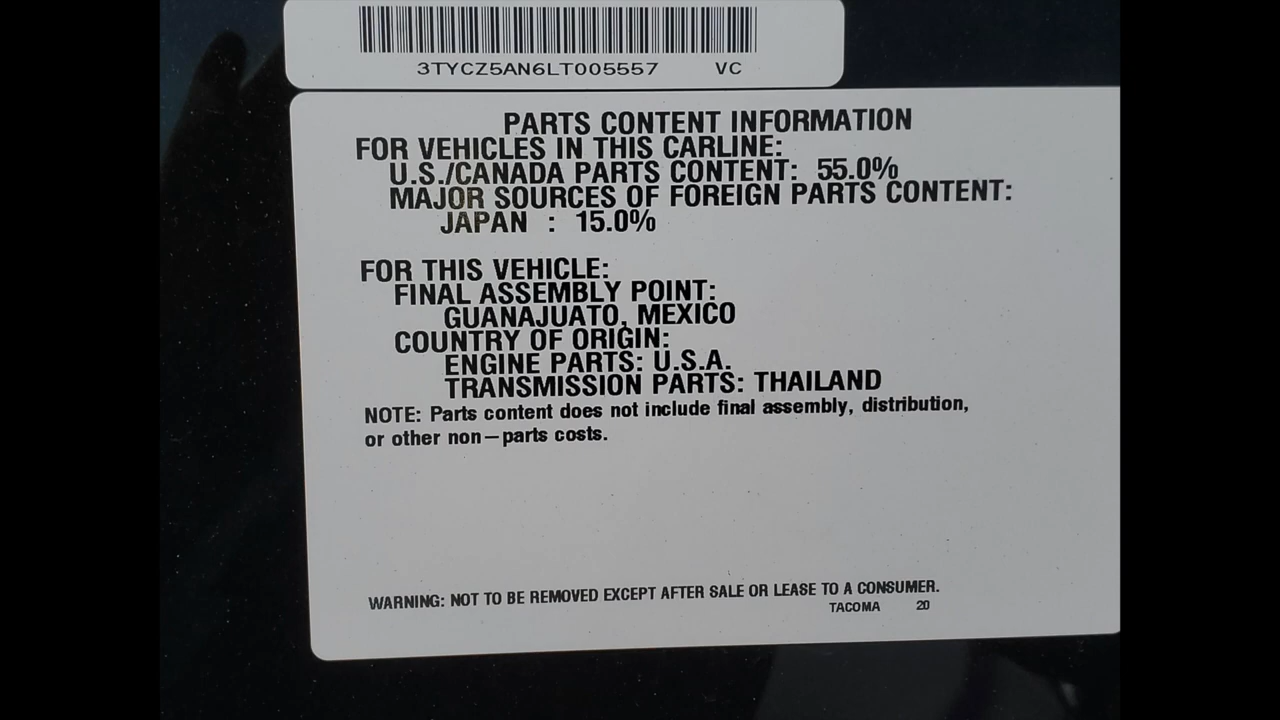 3TYCZ5AN6LT005557 VC
PARTS CONTENT INFORMATION
FOR VEHICLES IN THIS CARLINE:
U.S./CANADA PARTS CONTENT: 55.0%
MAJOR SOURCES OF FOREIGN PARTS CONTENT:
JAPAN : 15.0%
FOR THIS VEHICLE:
FINAL ASSEMBLY POINT:
GUANAJUATO, MEXICO
COUNTRY OF ORIGIN:
ENGINE PARTS: U.S.A.
TRANSMISSION PARTS: THAILAND
NOTE: Parts content does not include final assembly, distribution,
or other non–parts costs.
WARNING: NOT TO BE REMOVED EXCEPT AFTER SALE OR LEASE TO A CONSUMER.
TACOMA 20